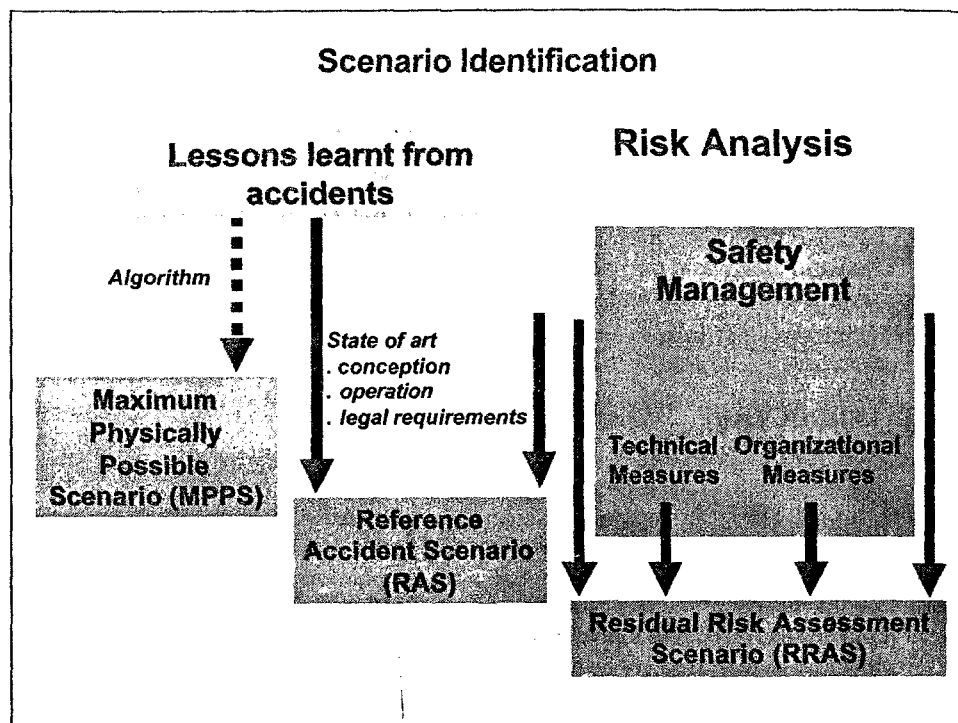 Scenario Identification
Lessons learnt from
accidents
Risk Analysis
Algorithm
State of art
. conception
. operation
. legal requirements
Maximum
Physically
Possible
Scenario (MPPS)
Reference
Accident Scenario
(RAS)
Safety
Management
Technical
Measures
Organizational
Measures
Residual Risk Assessment
Scenario (RRAS)